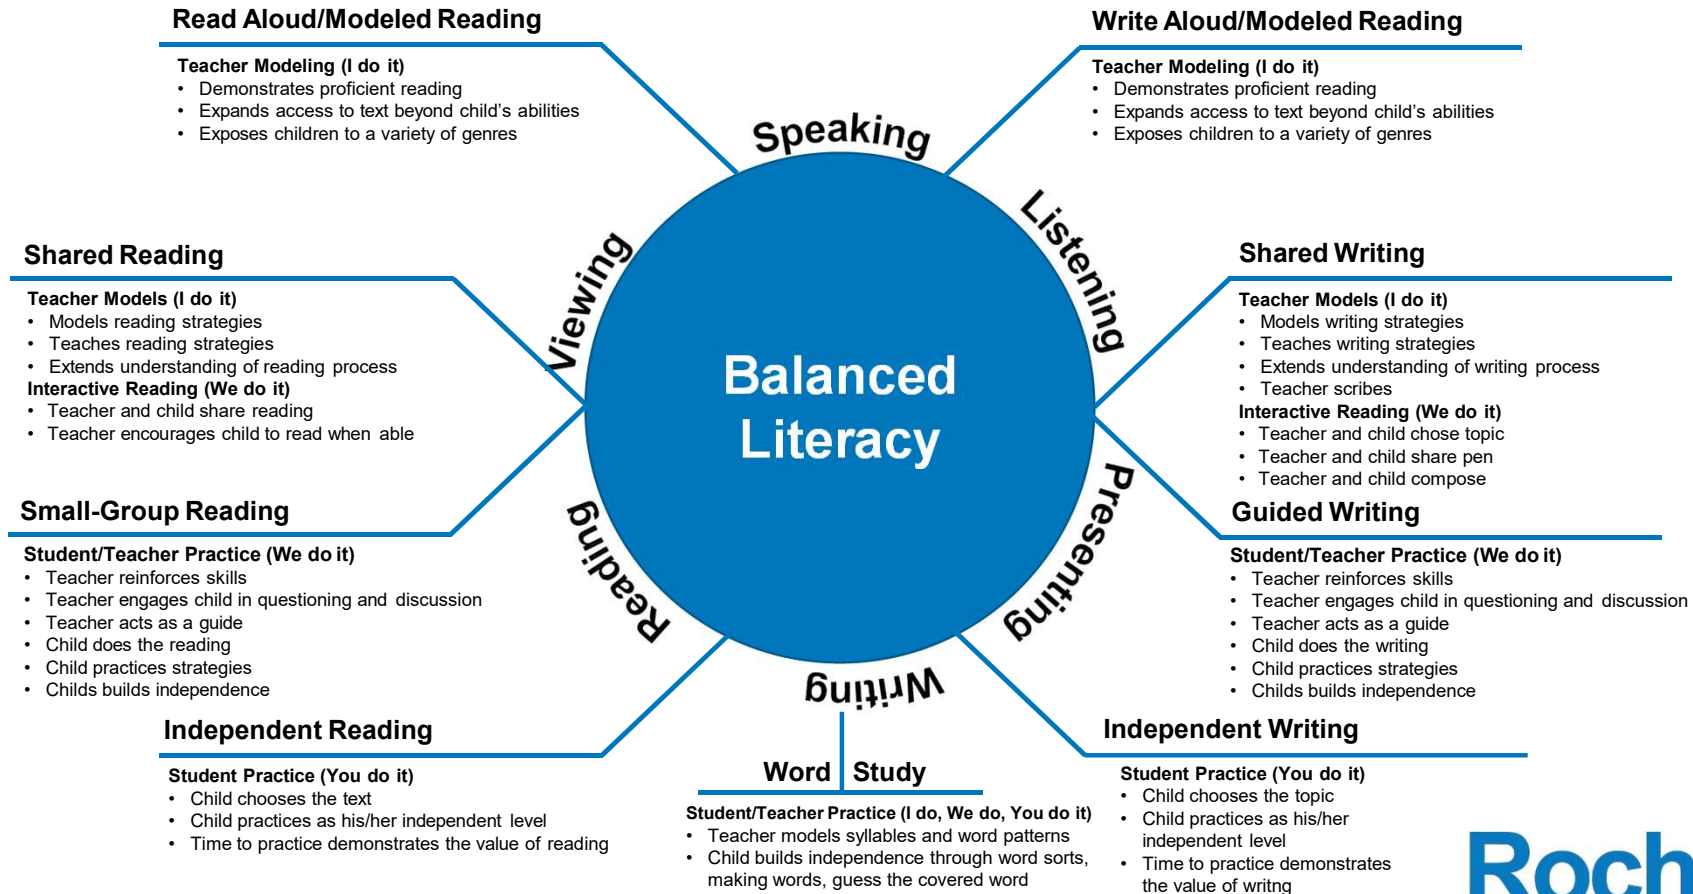 Read Aloud/Modeled Reading
Teacher Modeling (I do it)
• Demonstrates proficient reading
• Expands access to text beyond child's abilities
• Exposes children to a variety of genres
Write Aloud/Modeled Reading
Teacher Modeling (I do it)
• Demonstrates proficient reading
• Expands access to text beyond child's abilities
• Exposes children to a variety of genres
Speaking
Listening
Presenting
Writing
Reading
Viewing
Balanced
Literacy
Shared Reading
Teacher Models (I do it)
• Models reading strategies
• Teaches reading strategies
• Extends understanding of reading process
Interactive Reading (We do it)
• Teacher and child share reading
• Teacher encourages child to read when able
Shared Writing
Teacher Models (I do it)
• Models writing strategies
• Teaches writing strategies
• Extends understanding of writing process
• Teacher scribes
Interactive Reading (We do it)
• Teacher and child chose topic
• Teacher and child share pen
• Teacher and child compose
Small-Group Reading
Student/Teacher Practice (We do it)
• Teacher reinforces skills
• Teacher engages child in questioning and discussion
• Teacher acts as a guide
• Child does the reading
• Child practices strategies
• Childs builds independence
Guided Writing
Student/Teacher Practice (We do it)
• Teacher reinforces skills
• Teacher engages child in questioning and discussion
• Teacher acts as a guide
• Child does the writing
• Child practices strategies
• Childs builds independence
Independent Reading
Student Practice (You do it)
• Child chooses the text
• Child practices as his/her independent level
• Time to practice demonstrates the value of reading
Word Study
Student/Teacher Practice (I do, We do, You do it)
• Teacher models syllables and word patterns
• Child builds independence through word sorts,
making words, guess the covered word
Independent Writing
Student Practice (You do it)
• Child chooses the topic
• Child practices as his/her
independent level
• Time to practice demonstrates
the value of writng
Roch